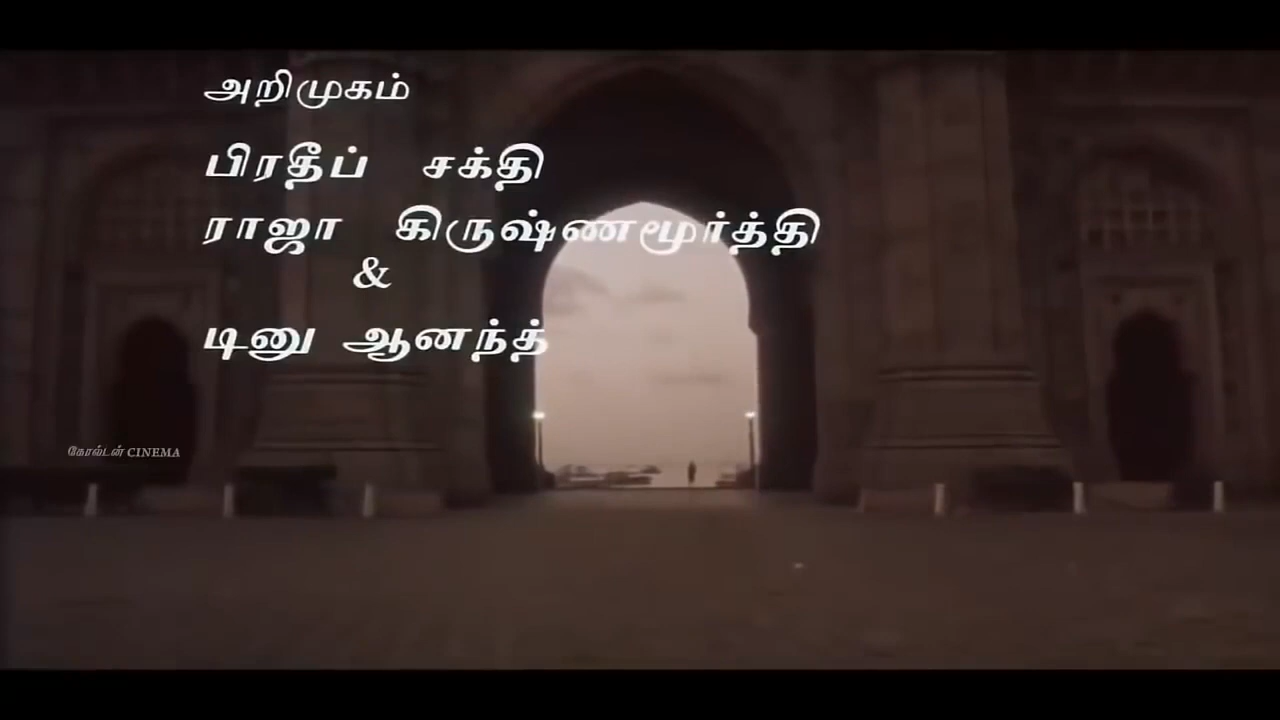 அறிமுகம்
பிரதீப் சக்தி
ராஜா கிருஷ்ணமூர்த்தி
&
டினு ஆனந்த்
கோல்டன் CINEMA